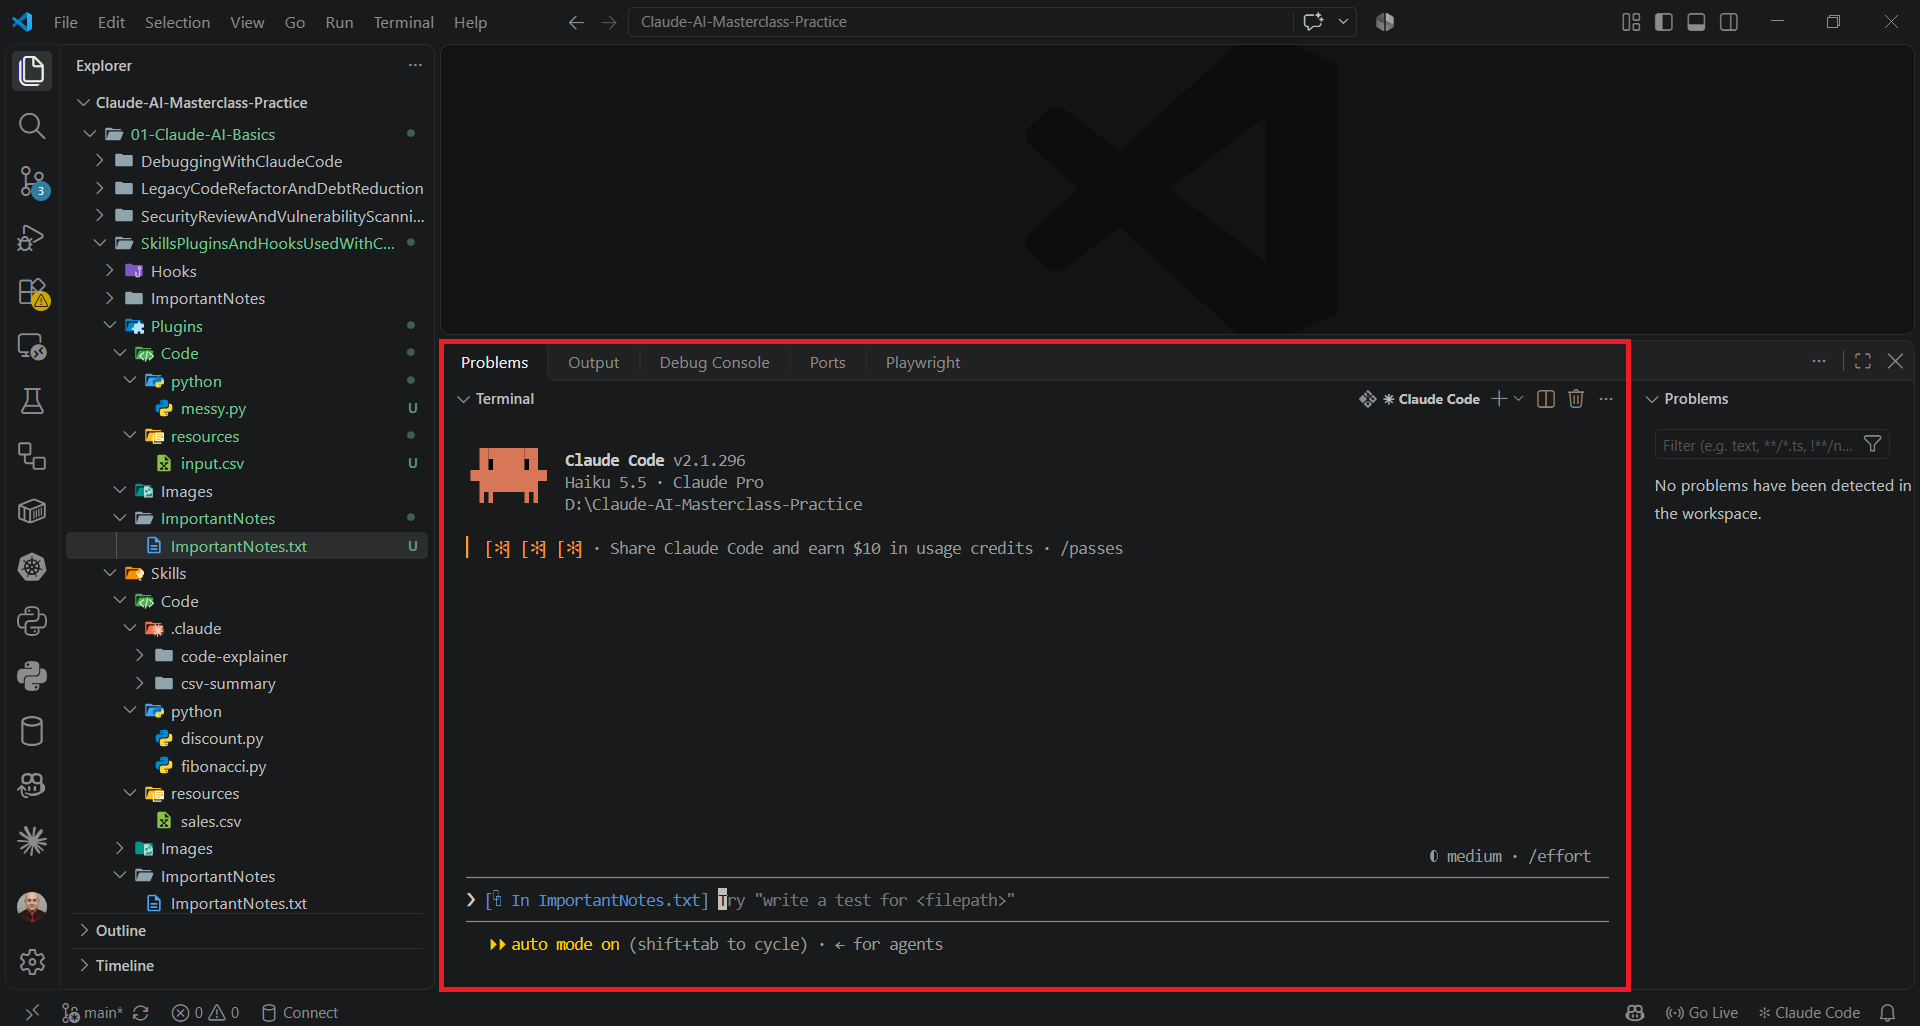 File Edit Selection View Go Run Terminal Help
Claude-AI-Masterclass-Practice
Explorer
Claude-AI-Masterclass-Practice
01-Claude-AI-Basics
DebuggingWithClaudeCode
LegacyCodeRefactorAndDebtReduction
SecurityReviewAndVulnerabilityScanni...
SkillsPluginsAndHooksUsedWithC...
Hooks
ImportantNotes
Plugins
Code
python
messy.py U
resources
input.csv U
Images
ImportantNotes
ImportantNotes.txt U
Skills
Code
.claude
code-explainer
csv-summary
python
discount.py
fibonacci.py
resources
sales.csv
Images
ImportantNotes
ImportantNotes.txt
Outline
Timeline
3
Problems Output Debug Console Ports Playwright
Terminal
Claude Code
Claude Code v2.1.296
Haiku 5.5 · Claude Pro
D:\Claude-AI-Masterclass-Practice
[✻] [✻] [✻] · Share Claude Code and earn $10 in usage credits · /passes
medium · /effort
❯ [⧉ In ImportantNotes.txt] Try "write a test for <filepath>"
⏵⏵ auto mode on (shift+tab to cycle) · ← for agents
Problems
Filter (e.g. text, **/*.ts, !**/n...
No problems have been detected in
the workspace.
main* 0 0 Connect
Go Live Claude Code